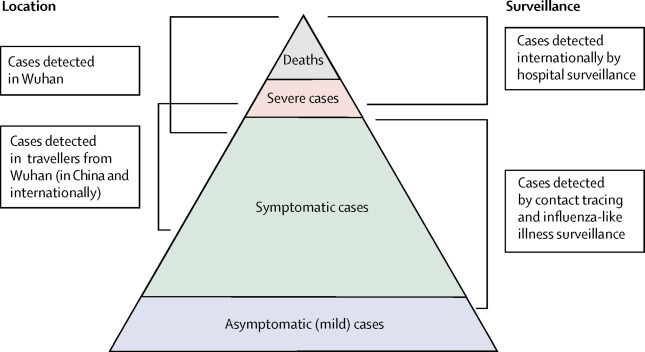 Location
Surveillance
Cases detected
in Wuhan
Cases detected
in travellers from
Wuhan (in China and
internationally)
Deaths
Severe cases
Symptomatic cases
Asymptomatic (mild) cases
Cases detected
internationally by
hospital surveillance
Cases detected
by contact tracing
and influenza-like
illness surveillance